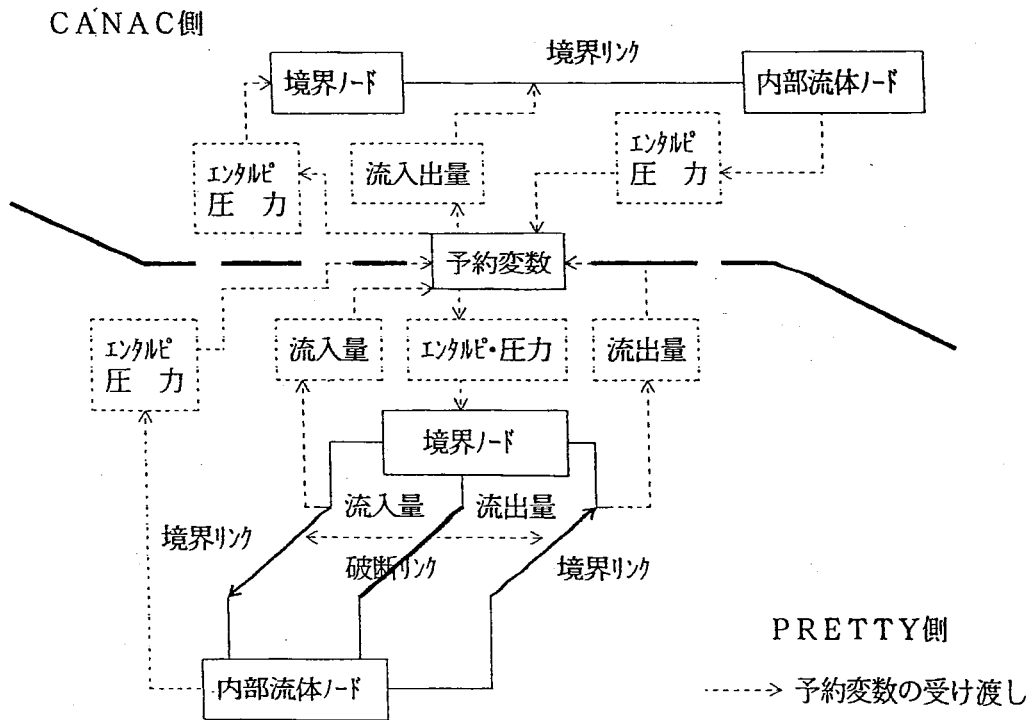 CANAC側
境界リンク
境界ノード
内部流体ノード
エンタルピ
圧 力
流入出量
エンタルピ
圧 力
予約変数
エンタルピ
圧 力
流入量
エンタルピ・圧力
流出量
境界ノード
流入量
流出量
境界リンク
破断リンク
境界リンク
内部流体ノード
PRETTY側
予約変数の受け渡し